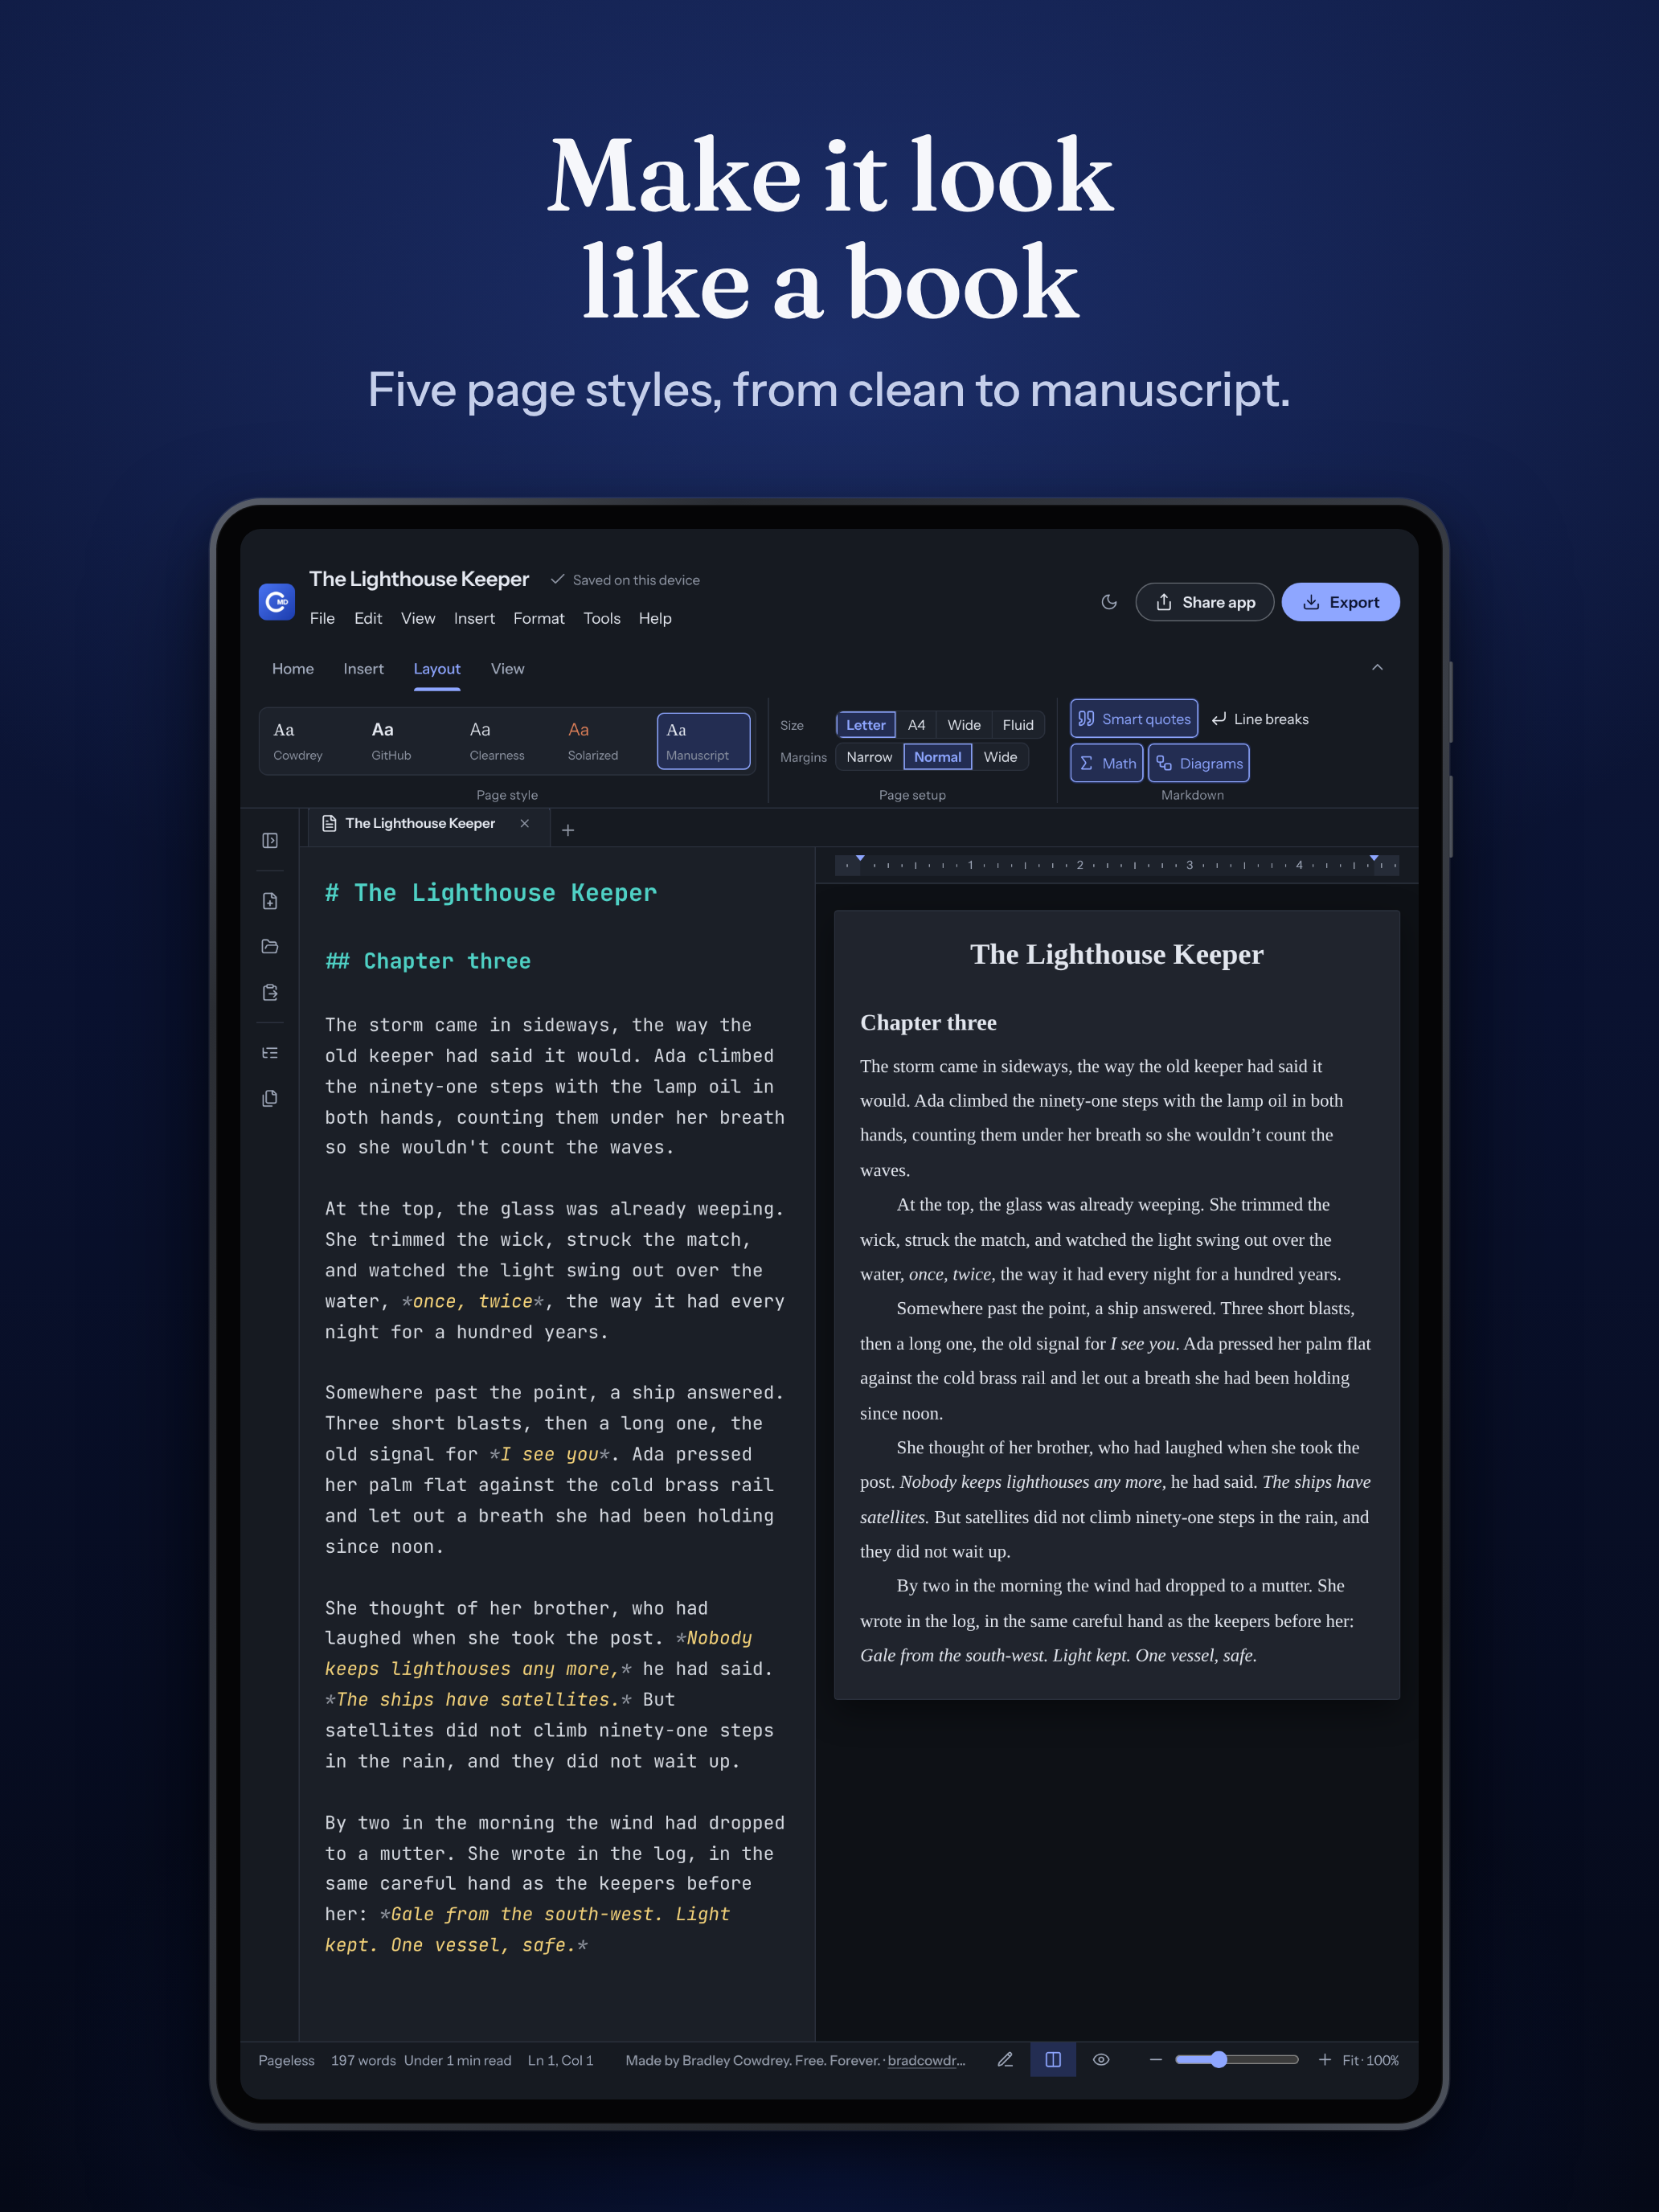 Make it look
like a book
Five page styles, from clean to manuscript.
The Lighthouse Keeper
Saved on this device
MD
File Edit View Insert Format Tools Help
Share app
Export
Home Insert Layout View
Aa Aa Aa Aa Aa
Cowdrey GitHub Clearness Solarized Manuscript
Page style
Size Letter A4 Wide Fluid
Margins Narrow Normal Wide
Page setup
Smart quotes Line breaks
Math Diagrams
Markdown
The Lighthouse Keeper
1 2 3 4
# The Lighthouse Keeper
## Chapter three
The storm came in sideways, the way the
old keeper had said it would. Ada climbed
the ninety-one steps with the lamp oil in
both hands, counting them under her breath
so she wouldn't count the waves.
At the top, the glass was already weeping.
She trimmed the wick, struck the match,
and watched the light swing out over the
water, *once, twice*, the way it had every
night for a hundred years.
Somewhere past the point, a ship answered.
Three short blasts, then a long one, the
old signal for *I see you*. Ada pressed
her palm flat against the cold brass rail
and let out a breath she had been holding
since noon.
She thought of her brother, who had
laughed when she took the post. *Nobody
keeps lighthouses any more,* he had said.
*The ships have satellites.* But
satellites did not climb ninety-one steps
in the rain, and they did not wait up.
By two in the morning the wind had dropped
to a mutter. She wrote in the log, in the
same careful hand as the keepers before
her: *Gale from the south-west. Light
kept. One vessel, safe.*
The Lighthouse Keeper
Chapter three
The storm came in sideways, the way the old keeper had said it
would. Ada climbed the ninety-one steps with the lamp oil in both
hands, counting them under her breath so she wouldn’t count the
waves.
At the top, the glass was already weeping. She trimmed the
wick, struck the match, and watched the light swing out over the
water, once, twice, the way it had every night for a hundred years.
Somewhere past the point, a ship answered. Three short blasts,
then a long one, the old signal for I see you. Ada pressed her palm flat
against the cold brass rail and let out a breath she had been holding
since noon.
She thought of her brother, who had laughed when she took the
post. Nobody keeps lighthouses any more, he had said. The ships have
satellites. But satellites did not climb ninety-one steps in the rain, and
they did not wait up.
By two in the morning the wind had dropped to a mutter. She
wrote in the log, in the same careful hand as the keepers before her:
Gale from the south-west. Light kept. One vessel, safe.
Pageless 197 words Under 1 min read Ln 1, Col 1 Made by Bradley Cowdrey. Free. Forever. · bradcowdr... Fit · 100%